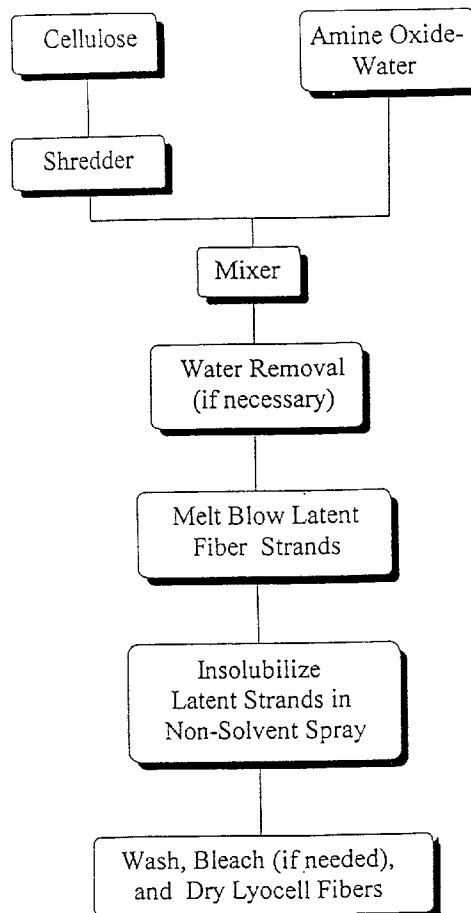 Cellulose
Amine Oxide-
Water
Shredder
Mixer
Water Removal
(if necessary)
Melt Blow Latent
Fiber Strands
Insolubilize
Latent Strands in
Non-Solvent Spray
Wash, Bleach (if needed),
and Dry Lyocell Fibers